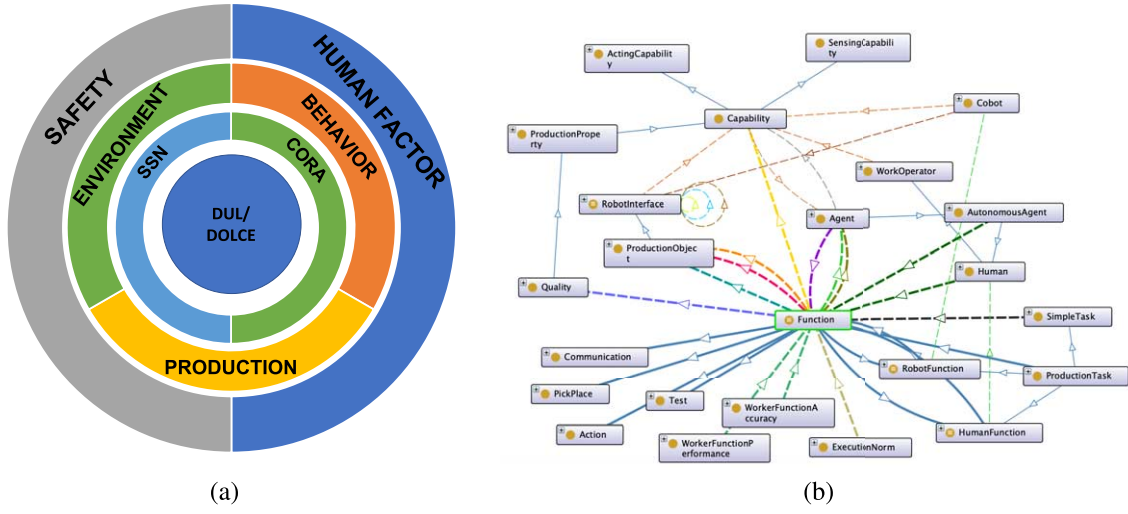 SAFETY
HUMAN FACTOR
ENVIRONMENT
BEHAVIOR
SSN
CORA
DUL/
DOLCE
PRODUCTION
(a)
ActingCapabilit
y
SensingCapabili
ty
Cobot
Capability
ProductionPrope
rty
WorkOperator
RobotInterface
Agent
AutonomousAgent
ProductionObjec
t
Human
Quality
Function
SimpleTask
Communication
RobotFunction
ProductionTask
PickPlace
Test
WorkerFunctionA
ccuracy
Action
WorkerFunctionP
erformance
ExecutionNorm
HumanFunction
(b)